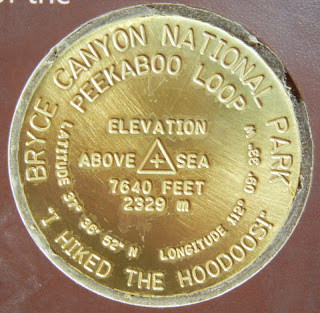 of the
BRYCE CANYON NATIONAL PARK
PEEKABOO LOOP
ELEVATION
ABOVE SEA
7640 FEET
2329 m
LATITUDE 37° 36' 52" N
LONGITUDE 112°
"I HIKED THE HOODOOS!"